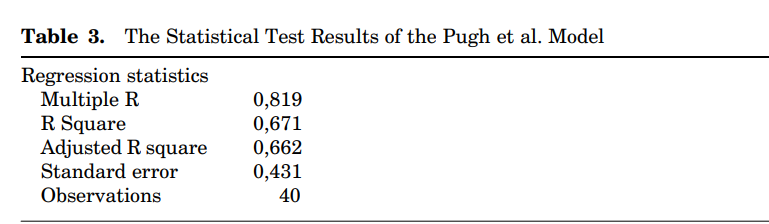 Table 3. The Statistical Test Results of the Pugh et al. Model
Regression statistics
Multiple R 0,819
R Square 0,671
Adjusted R square 0,662
Standard error 0,431
Observations 40